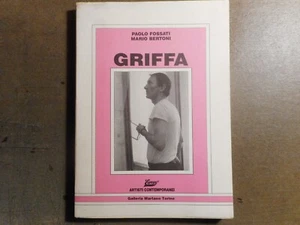 PAOLO FOSSATI
MARIO BERTONI
GRIFFA
ARTISTI CONTEMPORANEI
Galleria Martano Torino